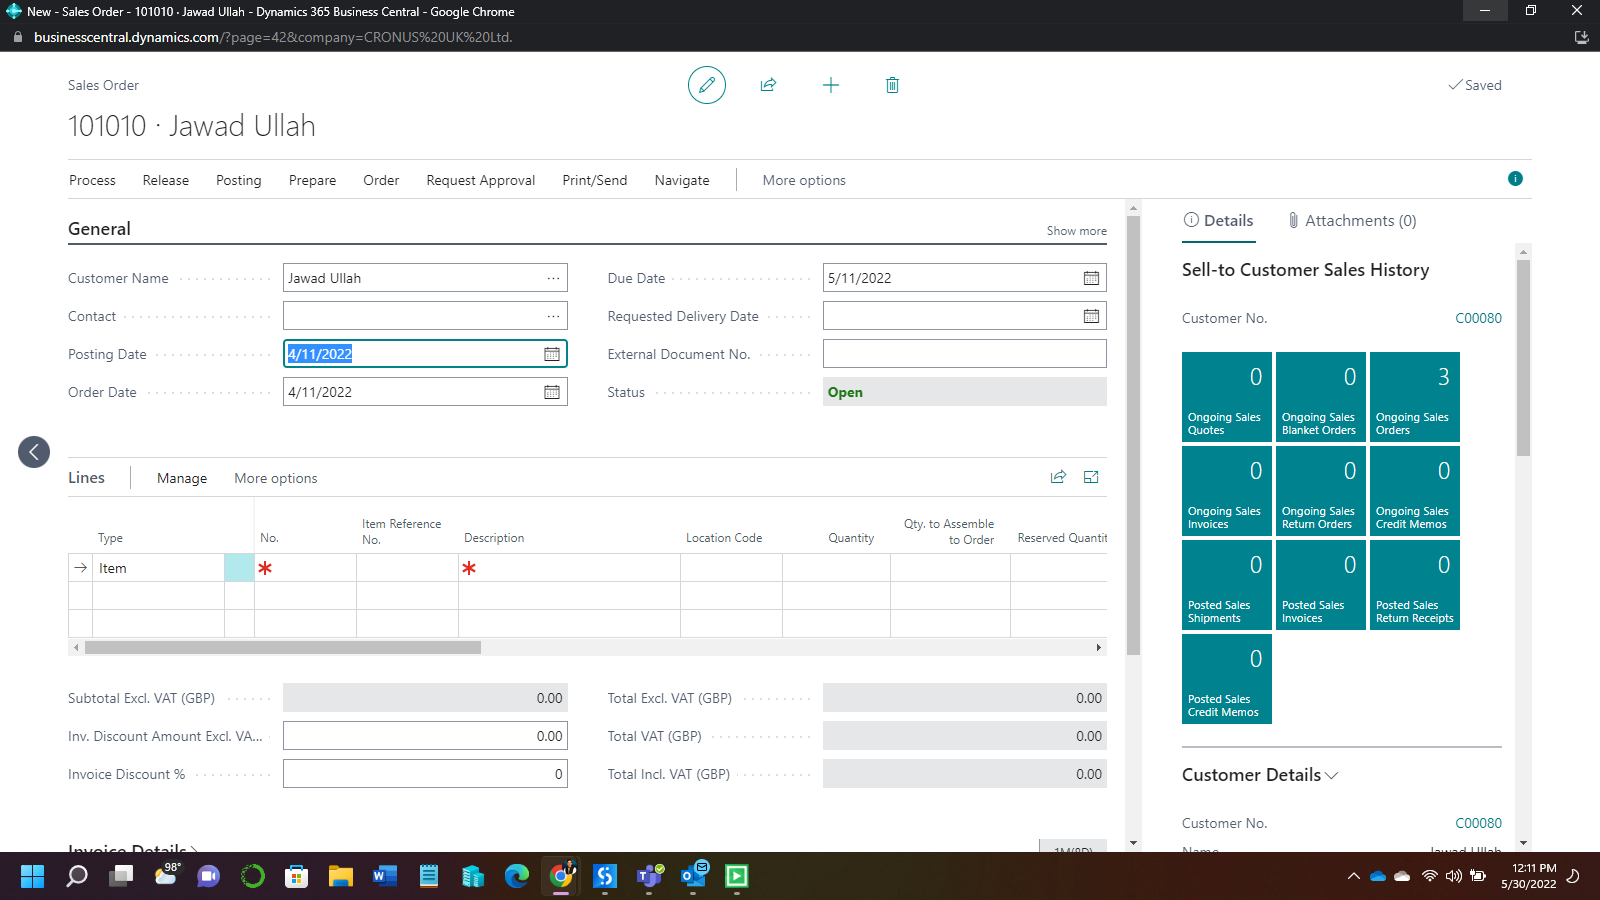 New - Sales Order - 101010 · Jawad Ullah - Dynamics 365 Business Central - Google Chrome
businesscentral.dynamics.com/?page=42&company=CRONUS%20UK%20Ltd.
Sales Order
Saved
101010 · Jawad Ullah
Process Release Posting Prepare Order Request Approval Print/Send Navigate More options
General
Show more
Customer Name Jawad Ullah
Contact
Posting Date 4/11/2022
Order Date 4/11/2022
Due Date 5/11/2022
Requested Delivery Date
External Document No.
Status Open
Lines Manage More options
Type No. Item Reference No. Description Location Code Quantity Qty. to Assemble to Order Reserved Quantit
Item * *
Subtotal Excl. VAT (GBP) 0.00
Inv. Discount Amount Excl. VA... 0.00
Invoice Discount % 0
Total Excl. VAT (GBP) 0.00
Total VAT (GBP) 0.00
Total Incl. VAT (GBP) 0.00
Invoice Details
1M(8D)
Details Attachments (0)
Sell-to Customer Sales History
Customer No. C00080
0
Ongoing Sales
Quotes
0
Ongoing Sales
Blanket Orders
3
Ongoing Sales
Orders
0
Ongoing Sales
Invoices
0
Ongoing Sales
Return Orders
0
Ongoing Sales
Credit Memos
0
Posted Sales
Shipments
0
Posted Sales
Invoices
0
Posted Sales
Return Receipts
0
Posted Sales
Credit Memos
Customer Details
Customer No. C00080
Name Jawad Ullah
98°
12:11 PM
5/30/2022